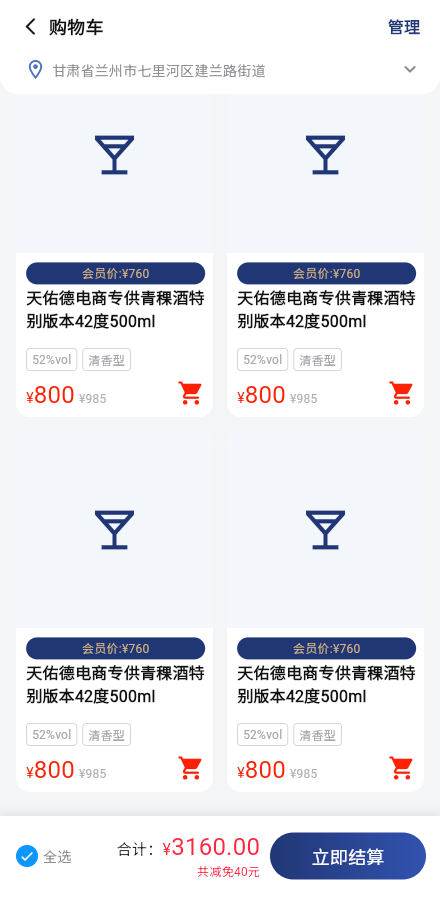 购物车 管理
甘肃省兰州市七里河区建兰路街道
会员价:¥760 会员价:¥760
天佑德电商专供青稞酒特 天佑德电商专供青稞酒特
别版本42度500ml 别版本42度500ml
52%vol 清香型 52%vol 清香型
¥800 ¥985 ¥800 ¥985
会员价:¥760 会员价:¥760
天佑德电商专供青稞酒特 天佑德电商专供青稞酒特
别版本42度500ml 别版本42度500ml
52%vol 清香型 52%vol 清香型
¥800 ¥985 ¥800 ¥985
全选 合计：¥3160.00 立即结算
共减免40元